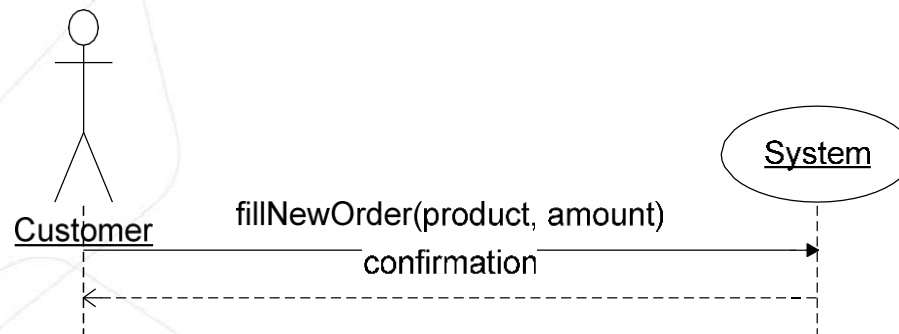 System
Customer
fillNewOrder(product, amount)
confirmation